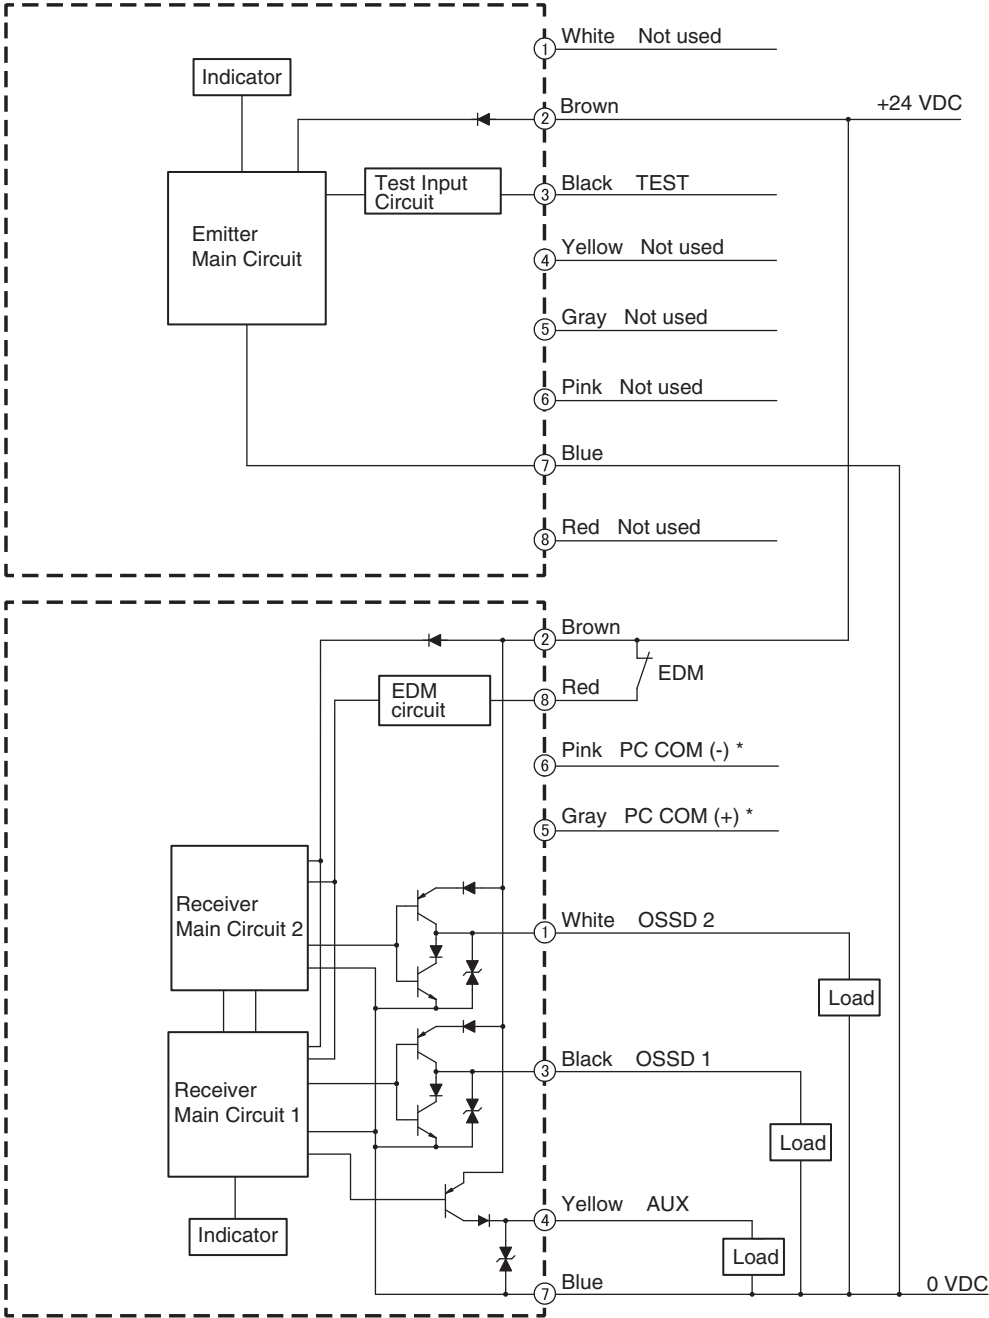 1 White Not used
Indicator
2 Brown +24 VDC
Test Input
Circuit
3 Black TEST
Emitter
Main Circuit
4 Yellow Not used
5 Gray Not used
6 Pink Not used
7 Blue
8 Red Not used
2 Brown
EDM
EDM
circuit
8 Red
6 Pink PC COM (-) *
5 Gray PC COM (+) *
Receiver
Main Circuit 2
1 White OSSD 2
Load
3 Black OSSD 1
Receiver
Main Circuit 1
Load
4 Yellow AUX
Indicator
Load
7 Blue 0 VDC